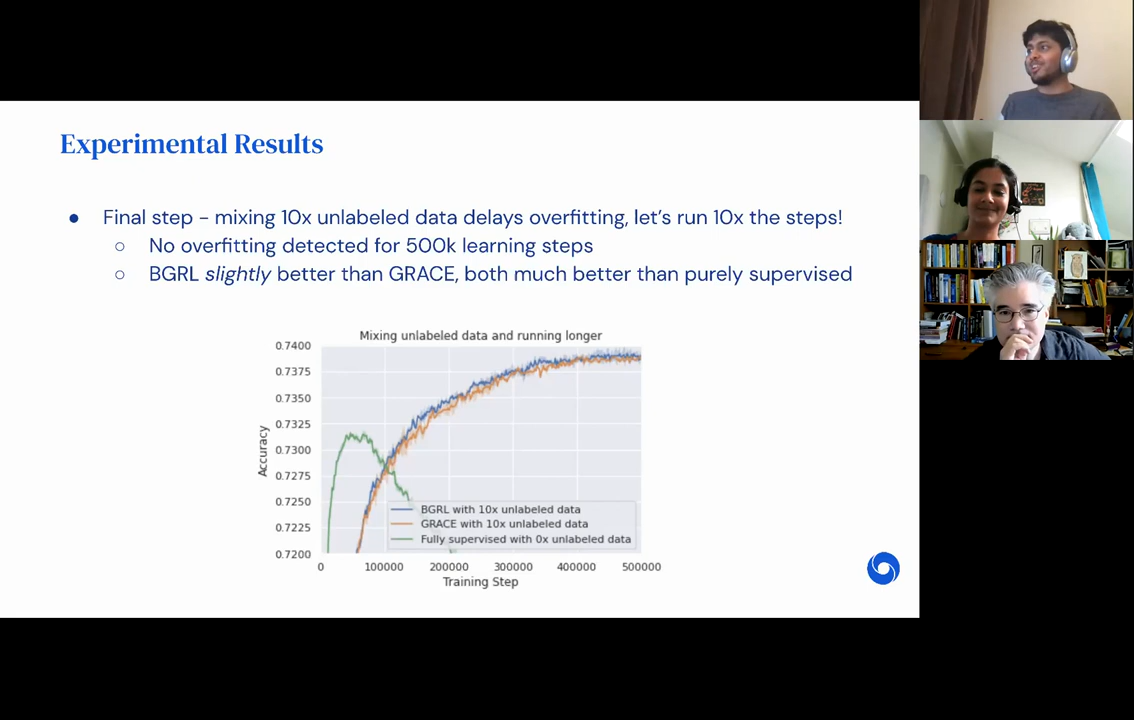 Experimental Results
● Final step - mixing 10x unlabeled data delays overfitting, let's run 10x the steps!
○ No overfitting detected for 500k learning steps
○ BGRL slightly better than GRACE, both much better than purely supervised
Mixing unlabeled data and running longer
0.7400
0.7375
0.7350
0.7325
0.7300
0.7275
0.7250
0.7225
0.7200
Accuracy
BGRL with 10x unlabeled data
GRACE with 10x unlabeled data
Fully supervised with 0x unlabeled data
0 100000 200000 300000 400000 500000
Training Step